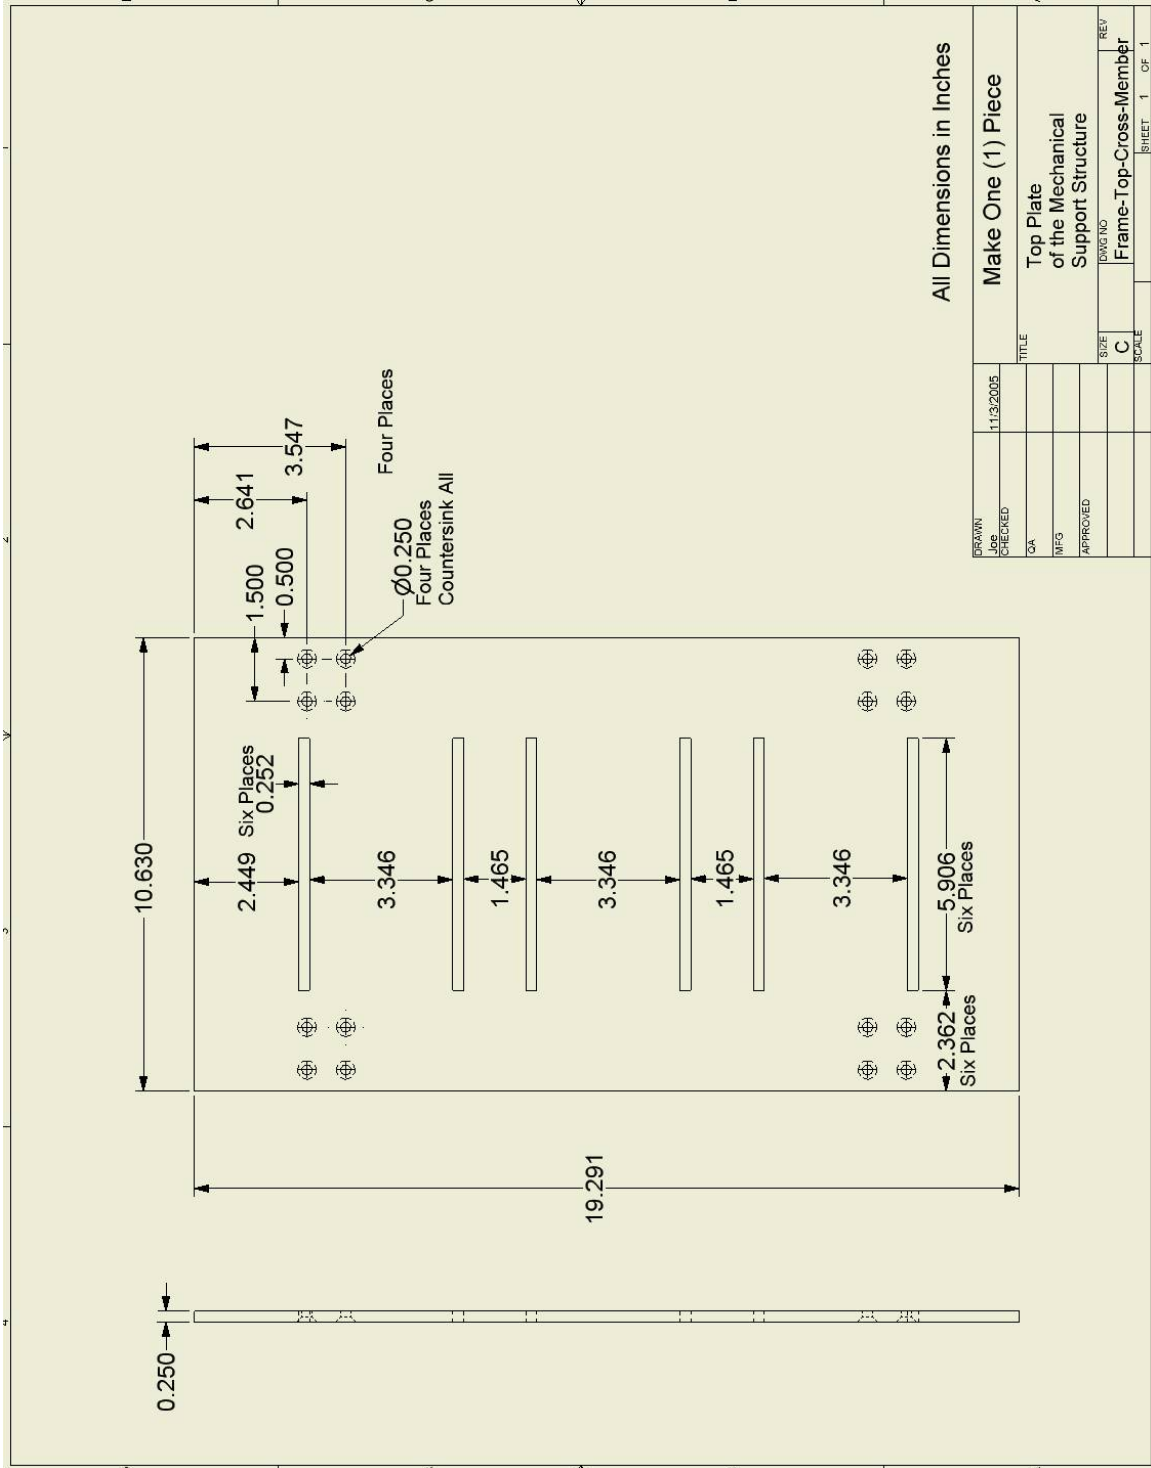 10.630
2.449
Six Places
0.252
1.500
0.500
2.641
3.547
Four Places
Ø0.250
Four Places
Countersink All
3.346
1.465
3.346
1.465
3.346
5.906
Six Places
2.362
Six Places
19.291
0.250
All Dimensions in Inches
Make One (1) Piece
DRAWN
Joe
11/3/2005
CHECKED
QA
MFG
APPROVED
TITLE
Top Plate
of the Mechanical
Support Structure
SIZE
C
DWG NO
Frame-Top-Cross-Member
REV
SCALE
SHEET 1 OF 1